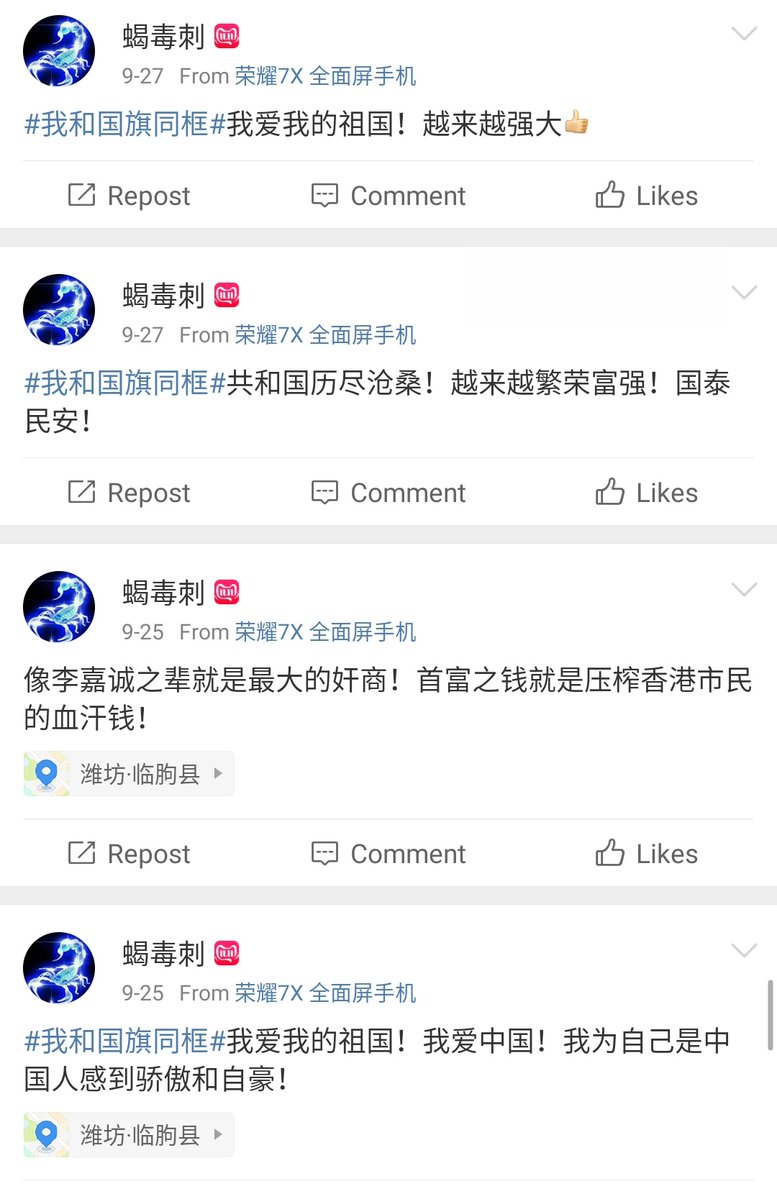 蝎毒刺
9-27 From 荣耀7X 全面屏手机
#我和国旗同框#我爱我的祖国！越来越强大👍
Repost Comment Likes
蝎毒刺
9-27 From 荣耀7X 全面屏手机
#我和国旗同框#共和国历尽沧桑！越来越繁荣富强！国泰
民安！
Repost Comment Likes
蝎毒刺
9-25 From 荣耀7X 全面屏手机
像李嘉诚之辈就是最大的奸商！首富之钱就是压榨香港市民
的血汗钱！
潍坊·临朐县
Repost Comment Likes
蝎毒刺
9-25 From 荣耀7X 全面屏手机
#我和国旗同框#我爱我的祖国！我爱中国！我为自己是中
国人感到骄傲和自豪！
潍坊·临朐县